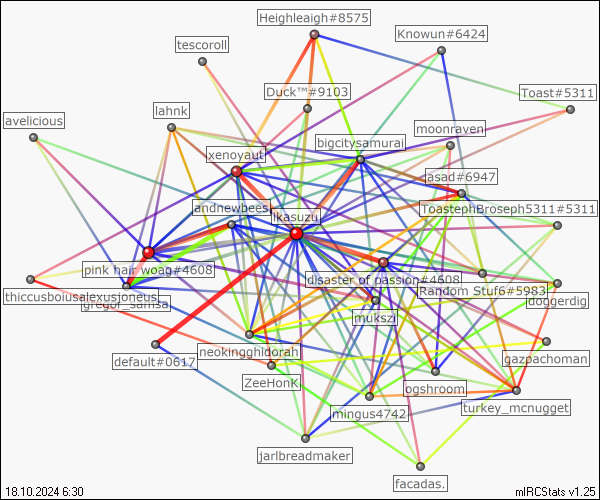 Heighleaigh#8575
Knowun#6424
tescoroll
Duck™#9103
Toast#5311
lahnk
avelicious
moonraven
bigcitysamurai
xenoyaut
asad#6947
andrewbees
ikasuzu
ToastephBroseph5311#5311
pink hair woag#4608
disaster of passion#4608
Random Stuf6#5983
thiccusboiusalexusjoneus
gregor_samsa
doggerdig
mukszi
neokingghidorah
default#0617
gazpachoman
ZeeHonK
ogshroom
mingus4742
turkey_mcnugget
jarlbreadmaker
facadas.
18.10.2024 6:30
mIRCStats v1.25